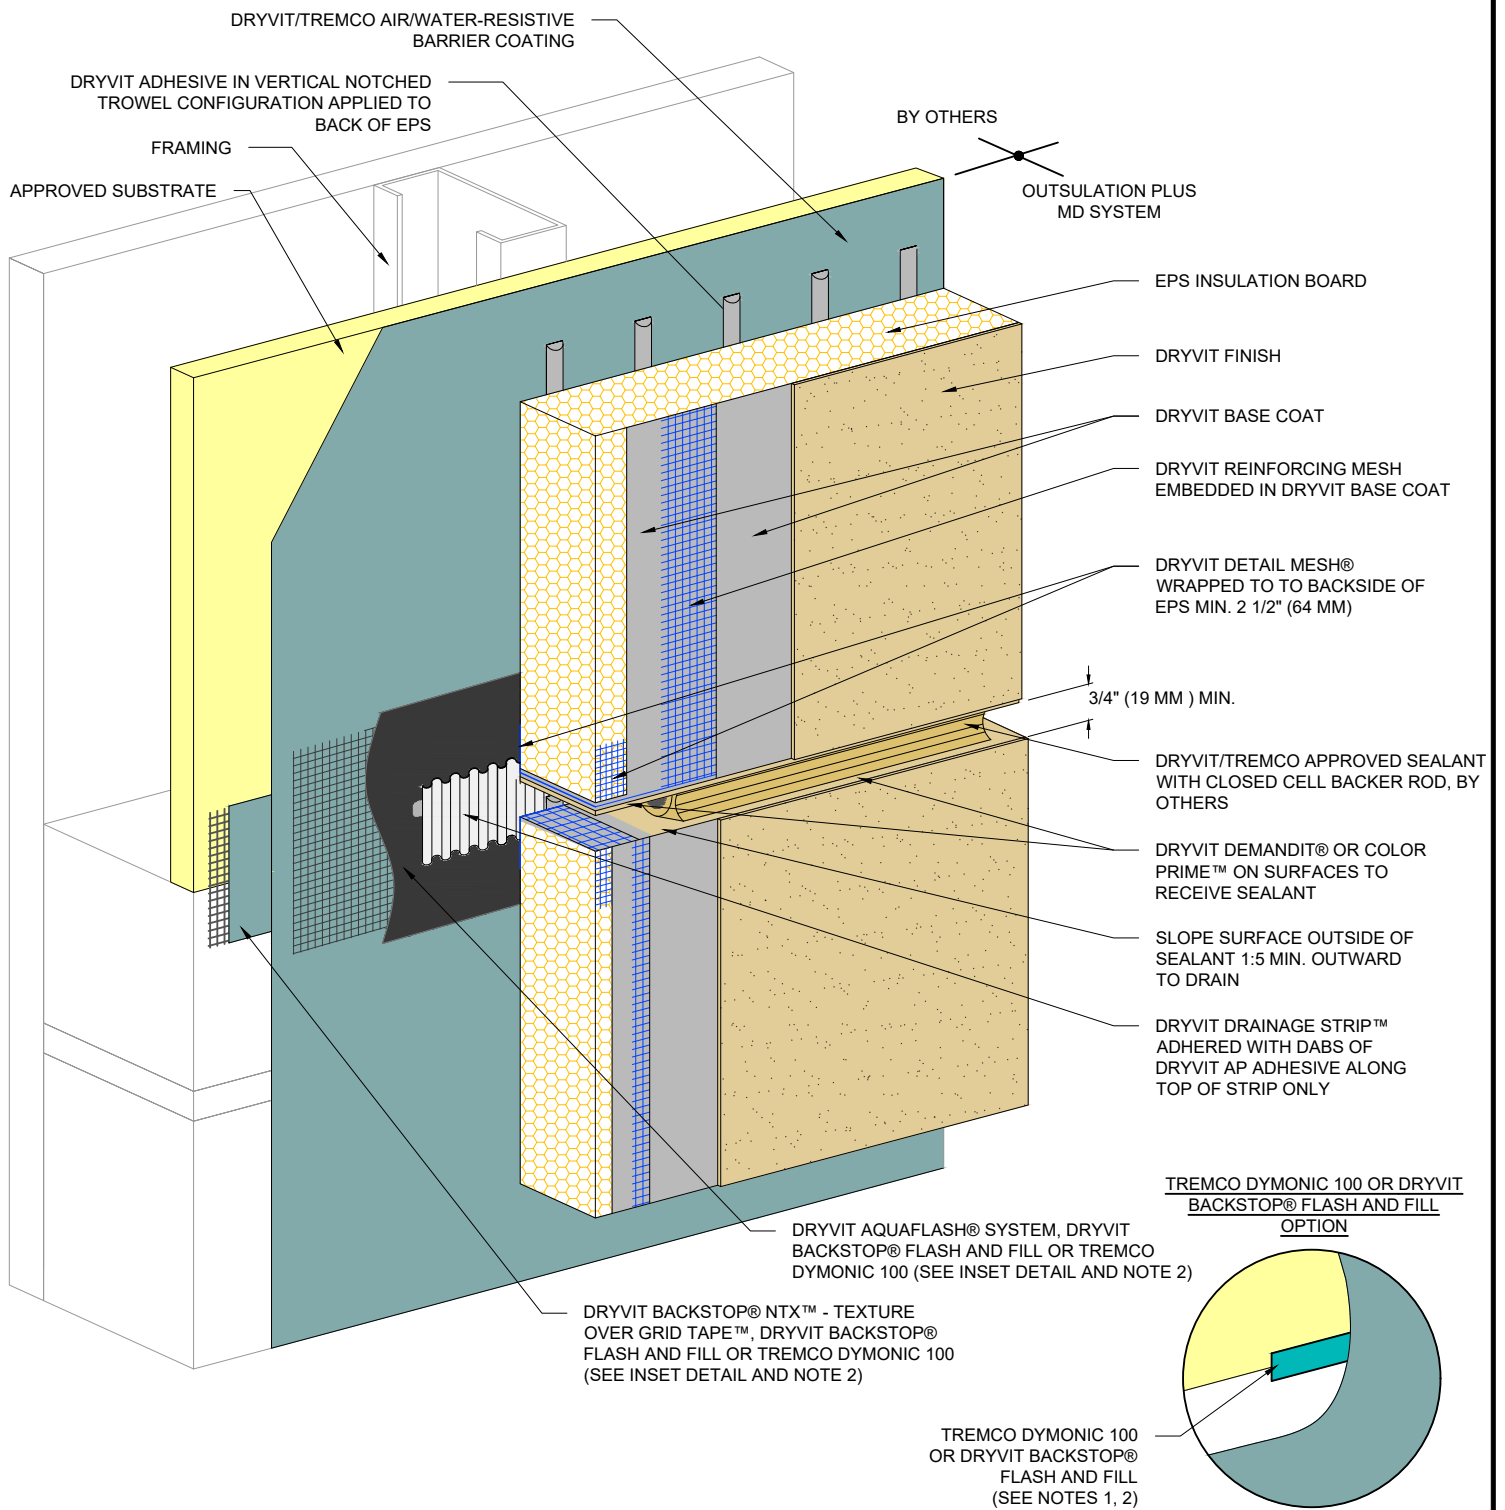 DRYVIT/TREMCO AIR/WATER-RESISTIVE
BARRIER COATING
DRYVIT ADHESIVE IN VERTICAL NOTCHED
TROWEL CONFIGURATION APPLIED TO
BACK OF EPS
FRAMING
APPROVED SUBSTRATE
BY OTHERS
OUTSULATION PLUS
MD SYSTEM
EPS INSULATION BOARD
DRYVIT FINISH
DRYVIT BASE COAT
DRYVIT REINFORCING MESH
EMBEDDED IN DRYVIT BASE COAT
DRYVIT DETAIL MESH®
WRAPPED TO TO BACKSIDE OF
EPS MIN. 2 1/2" (64 MM)
3/4" (19 MM ) MIN.
DRYVIT/TREMCO APPROVED SEALANT
WITH CLOSED CELL BACKER ROD, BY
OTHERS
DRYVIT DEMANDIT® OR COLOR
PRIME™ ON SURFACES TO
RECEIVE SEALANT
SLOPE SURFACE OUTSIDE OF
SEALANT 1:5 MIN. OUTWARD
TO DRAIN
DRYVIT DRAINAGE STRIP™
ADHERED WITH DABS OF
DRYVIT AP ADHESIVE ALONG
TOP OF STRIP ONLY
DRYVIT AQUAFLASH® SYSTEM, DRYVIT
BACKSTOP® FLASH AND FILL OR TREMCO
DYMONIC 100 (SEE INSET DETAIL AND NOTE 2)
DRYVIT BACKSTOP® NTX™ - TEXTURE
OVER GRID TAPE™, DRYVIT BACKSTOP®
FLASH AND FILL OR TREMCO DYMONIC 100
(SEE INSET DETAIL AND NOTE 2)
TREMCO DYMONIC 100 OR DRYVIT
BACKSTOP® FLASH AND FILL
OPTION
TREMCO DYMONIC 100
OR DRYVIT BACKSTOP®
FLASH AND FILL
(SEE NOTES 1, 2)